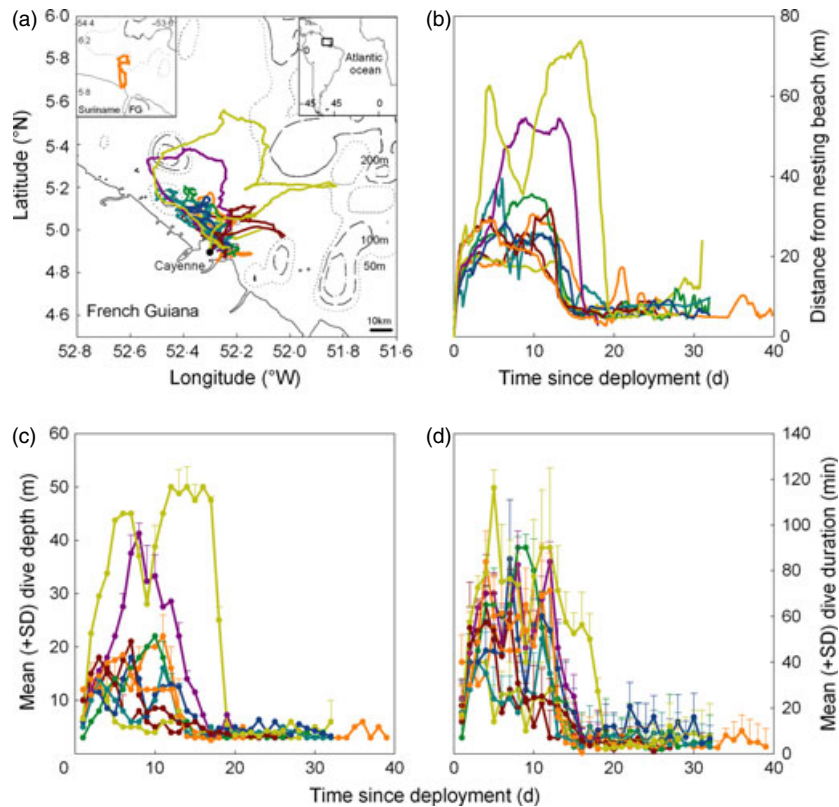 (a)
6·0
5·8
5·6
5·4
5·2
5·0
4·8
4·6
Latitude (°N)
-54·4
6·2
5·8
Suriname
FG
Atlantic
ocean
0
-45
45
0
200m
100m
50m
Cayenne
French Guiana
10km
52·8
52·6
52·4
52·2
52·0
51·8
51·6
Longitude (°W)
(b)
80
60
40
20
0
Distance from nesting beach (km)
0
10
20
30
40
Time since deployment (d)
(c)
60
50
40
30
20
10
Mean (+SD) dive depth (m)
0
10
20
30
40
(d)
140
120
100
80
60
40
20
0
Mean (+SD) dive duration (min)
0
10
20
30
40
Time since deployment (d)